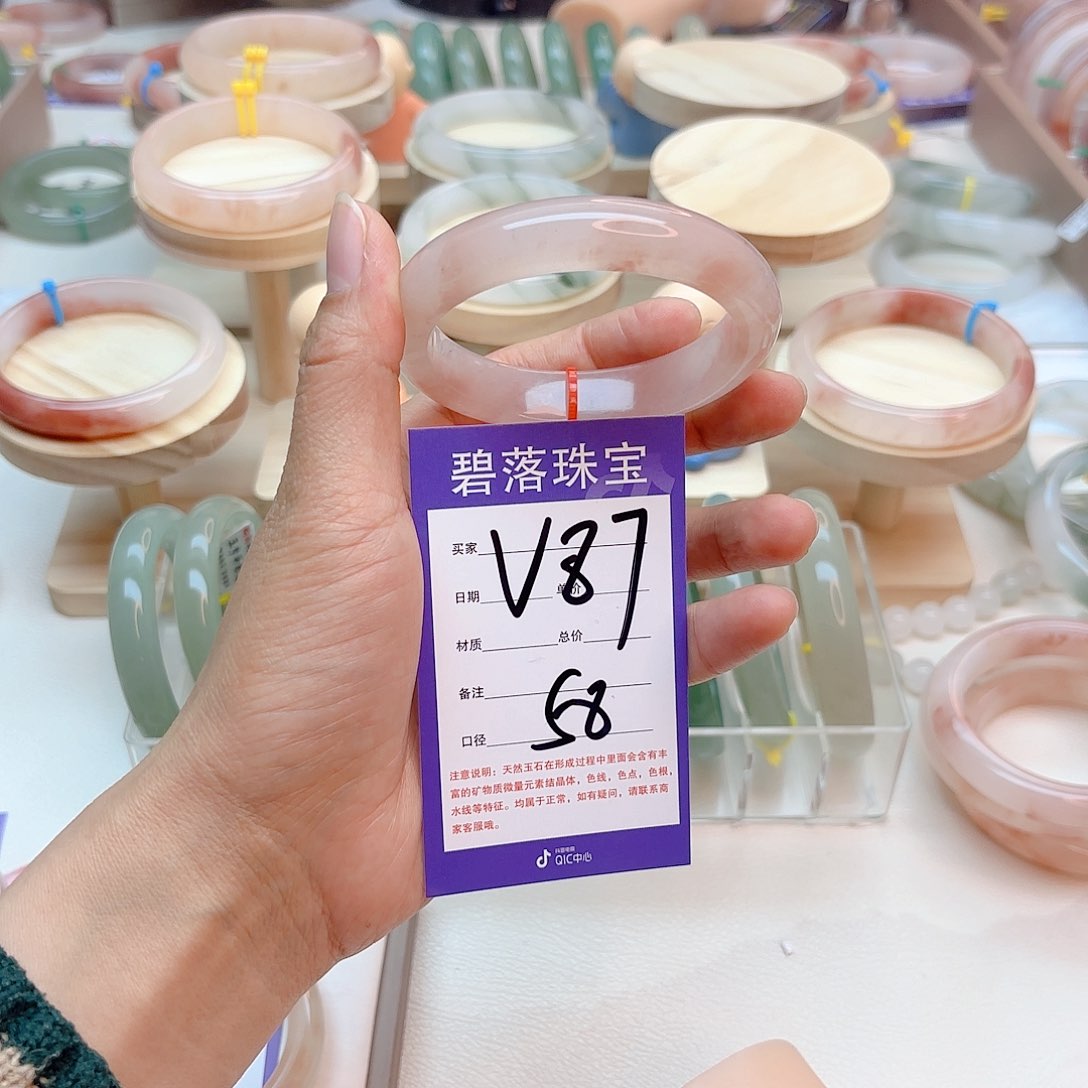 碧落珠宝
买家
V87
日期 单价
材质 总价
备注
58
口径
注意说明：天然玉石在形成过程中里面会含有丰
富的矿物质微量元素结晶体，色线，色点，色根，
水线等特征。均属于正常，如有疑问，请联系商
家客服哦。
抖音电商
QIC中心